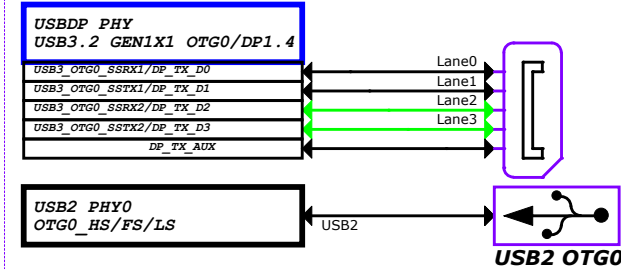 USBDP PHY
USB3.2 GEN1X1 OTG0/DP1.4
USB3_OTG0_SSRX1/DP_TX_D0
Lane0
USB3_OTG0_SSTX1/DP_TX_D1
Lane1
USB3_OTG0_SSRX2/DP_TX_D2
Lane2
USB3_OTG0_SSTX2/DP_TX_D3
Lane3
DP_TX_AUX
USB2 PHY0
OTG0_HS/FS/LS
USB2
USB2 OTG0